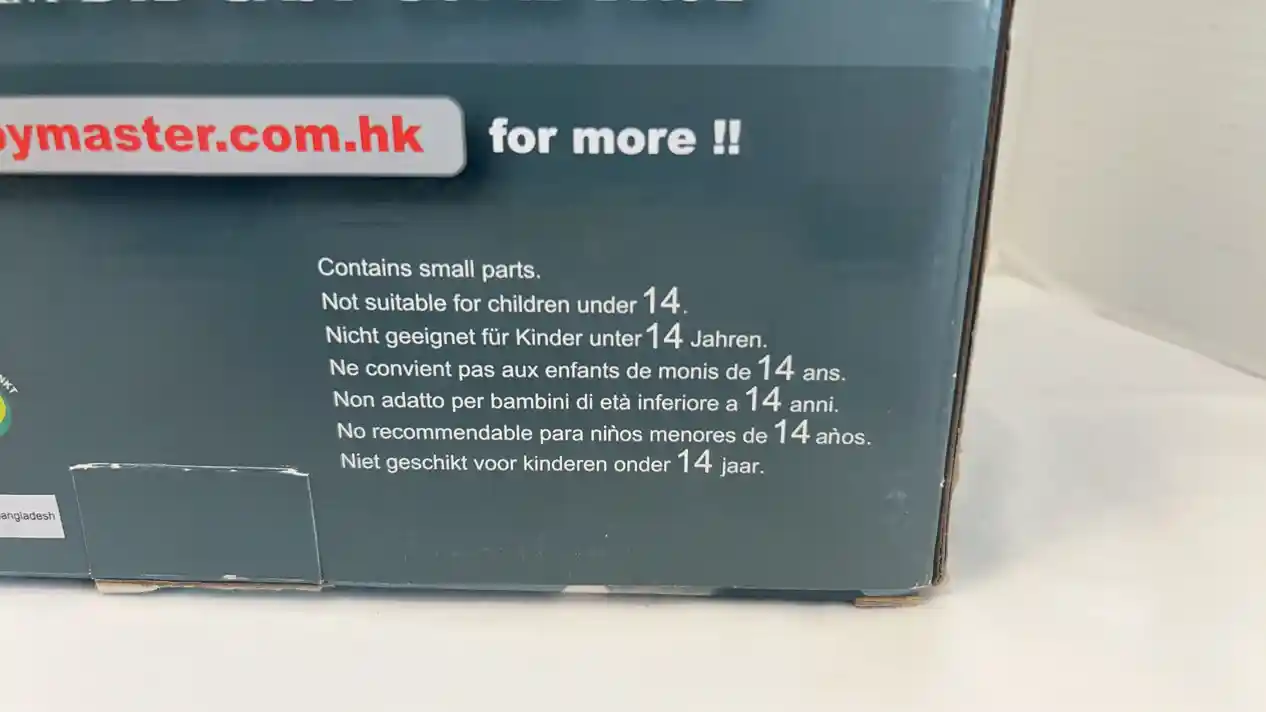 ymaster.com.hk for more !!
Contains small parts.
Not suitable for children under 14.
Nicht geeignet für Kinder unter 14 Jahren.
Ne convient pas aux enfants de monis de 14 ans.
Non adatto per bambini di età inferiore a 14 anni.
No recommendable para niǹos menores de 14 aǹos.
Niet geschikt voor kinderen onder 14 jaar.
angladesh